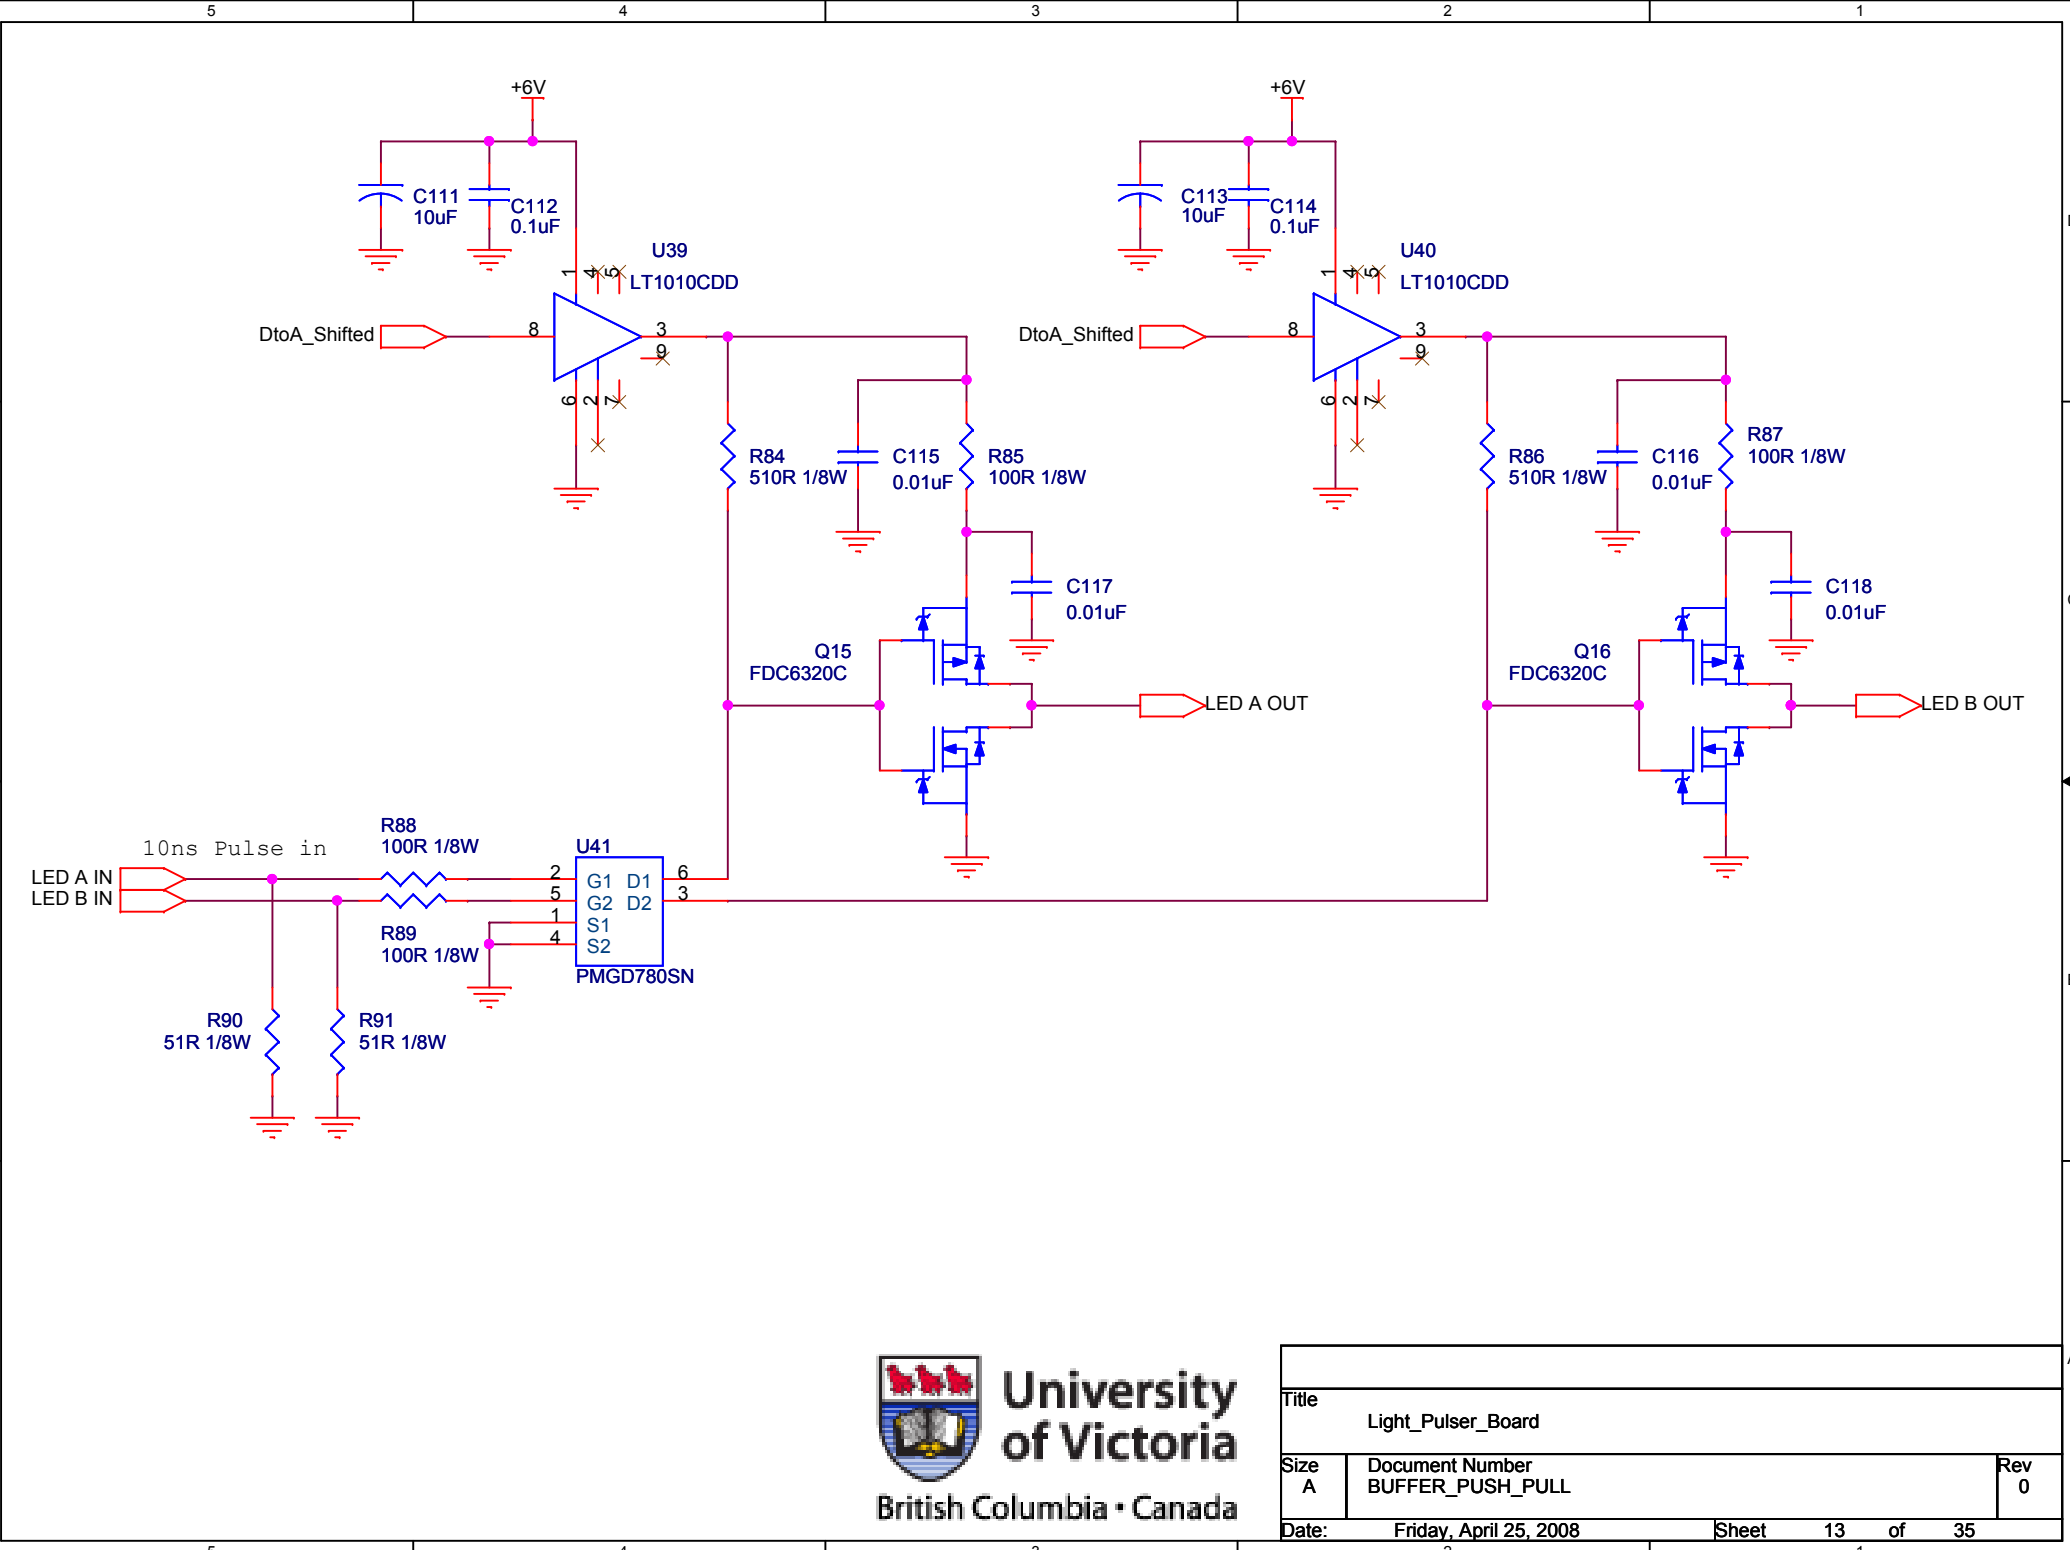 5 4 3 2 1
+6V
C111
10uF
C112
0.1uF
U39
LT1010CDD
1
4
5
DtoA_Shifted
8
3
9
6
2
7
R84
510R 1/8W
C115
0.01uF
R85
100R 1/8W
C117
0.01uF
Q15
FDC6320C
LED A OUT
+6V
C113
10uF
C114
0.1uF
U40
LT1010CDD
1
4
5
DtoA_Shifted
8
3
9
6
2
7
R86
510R 1/8W
C116
0.01uF
R87
100R 1/8W
C118
0.01uF
Q16
FDC6320C
LED B OUT
10ns Pulse in
LED A IN
LED B IN
R88
100R 1/8W
R89
100R 1/8W
U41
2 G1 D1 6
5 G2 D2 3
1 S1
4 S2
PMGD780SN
R90
51R 1/8W
R91
51R 1/8W
University
of Victoria
British Columbia • Canada
Title
Light_Pulser_Board
Size
A
Document Number
BUFFER_PUSH_PULL
Rev
0
Date: Friday, April 25, 2008
Sheet 13 of 35